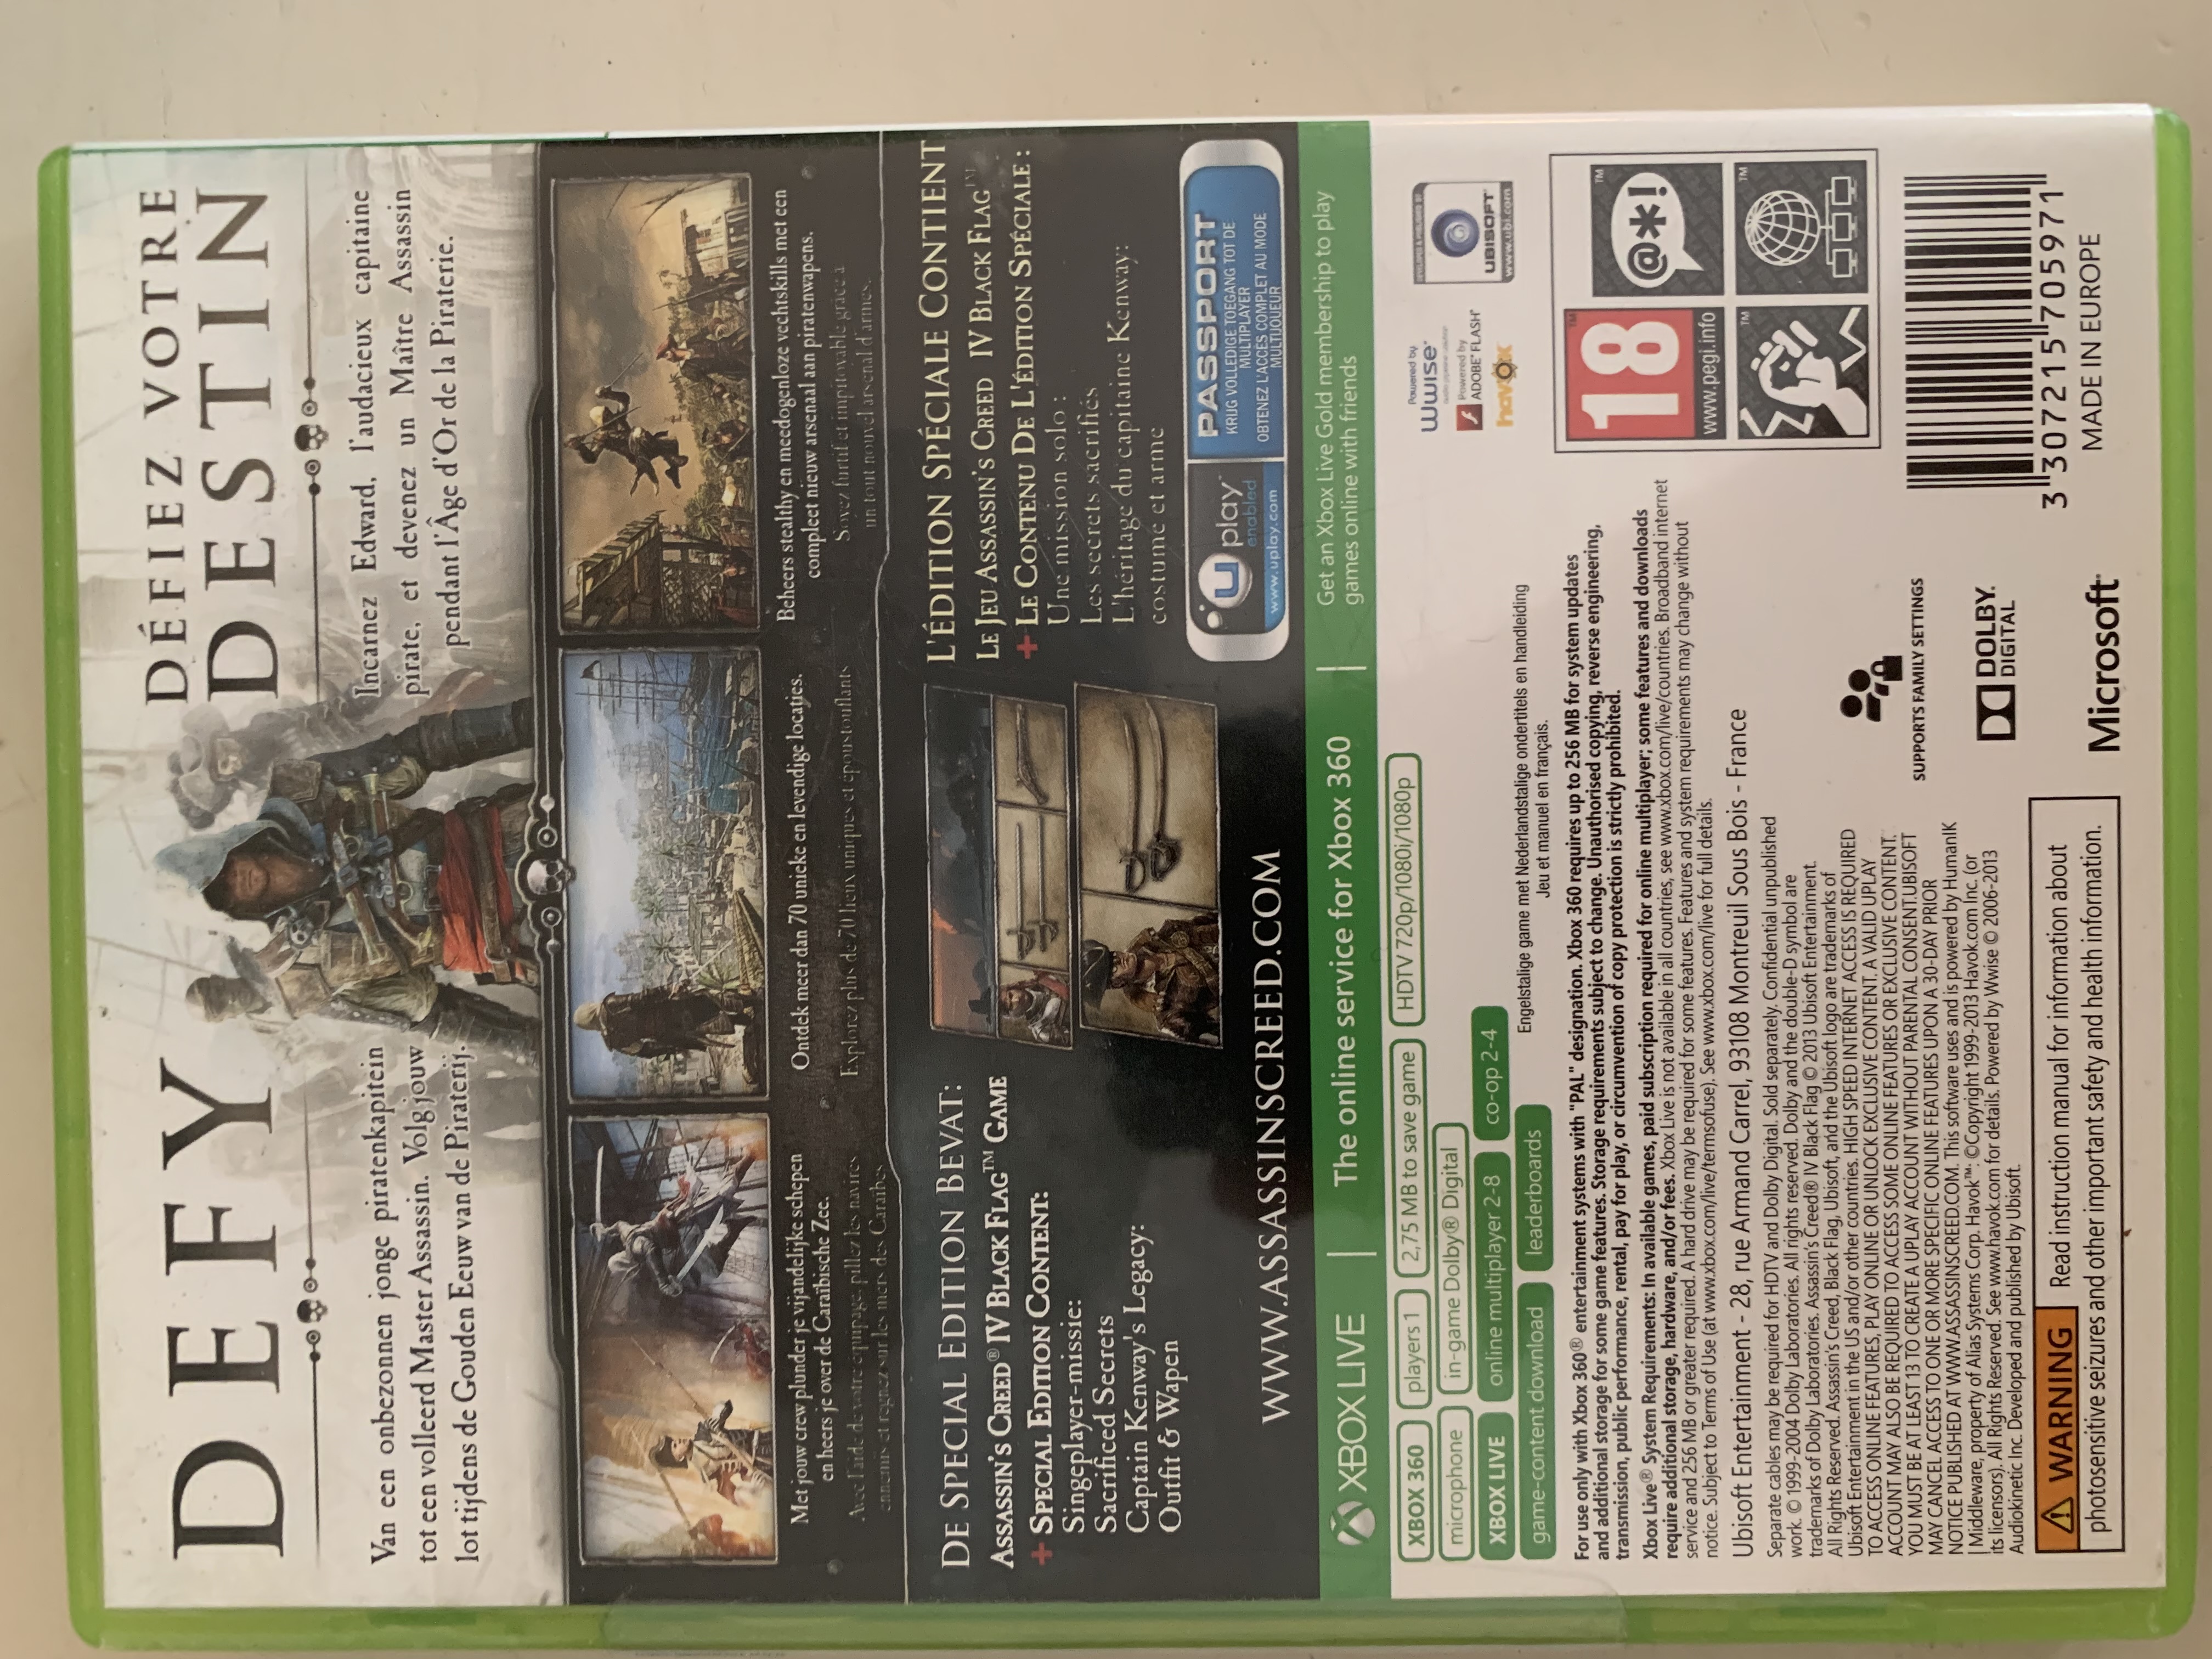 DEFY
DÉFIEZ VOTRE
DESTIN
Van een onbezonnen jonge piratenkapitein
tot een volleerd Master Assassin. Volg jouw
lot tijdens de Gouden Eeuw van de Piraterij.
Incarnez Edward, l'audacieux capitaine
pirate, et devenez un Maître Assassin
pendant l'Âge d'Or de la Piraterie.
Met jouw crew plunder je vijandelijke schepen
en heers je over de Caraïbische Zee.
Avec l'aide de votre équipage, pillez les navires
ennemis et régnez sur les mers des Caraïbes
Ontdek meer dan 70 unieke en levendige locaties.
Explorez plus de 70 lieux uniques et époustouflants
Beheers stealthy en meedogenloze vechtskills met een
compleet nieuw arsenaal aan piratenwapens.
Soyez furtif et impitoyable grâce à
un tout nouvel arsenal d'armes.
DE SPECIAL EDITION BEVAT:
ASSASSIN'S CREED® IV BLACK FLAG™ GAME
+ SPECIAL EDITION CONTENT:
Singeplayer-missie:
Sacrificed Secrets
Captain Kenway's Legacy:
Outfit & Wapen
L'ÉDITION SPÉCIALE CONTIENT
LE JEU ASSASSIN'S CREED IV BLACK FLAG™
+ LE CONTENU DE L'ÉDITION SPÉCIALE :
Une mission solo :
Les secrets sacrifiés
L'héritage du capitaine Kenway:
costume et arme
WWW.ASSASSINSCREED.COM
U play™
enabled
www.uplay.com
PASSPORT
KRIJG VOLLEDIGE TOEGANG TOT DE
MULTIPLAYER
OBTENEZ L'ACCÈS COMPLET AU MODE
MULTIJOUEUR
XBOX LIVE
The online service for Xbox 360
Get an Xbox Live Gold membership to play
games online with friends
XBOX 360 players 1 2,75 MB to save game HDTV 720p/1080i/1080p
microphone in-game Dolby® Digital
XBOX LIVE online multiplayer 2-8 co-op 2-4
game-content download leaderboards
Engelstalige game met Nederlandstalige ondertitels en handleiding
Jeu et manuel en français.
Powered by
Wwise®
Powered by
ADOBE® FLASH®
havok
DEVELOPED & PUBLISHED BY
UBISOFT®
www.ubi.com
For use only with Xbox 360® entertainment systems with "PAL" designation. Xbox 360 requires up to 256 MB for system updates
and additional storage for some game features. Storage requirements subject to change. Unauthorised copying, reverse engineering,
transmission, public performance, rental, pay for play, or circumvention of copy protection is strictly prohibited.
Xbox Live® System Requirements: In available games, paid subscription required for online multiplayer; some features and downloads
require additional storage, hardware, and/or fees. Xbox Live is not available in all countries, see www.xbox.com/live/countries. Broadband internet
service and 256 MB or greater required. A hard drive may be required for some features. Features and system requirements may change without
notice. Subject to Terms of Use (at www.xbox.com/live/termsofuse). See www.xbox.com/live for full details.
Ubisoft Entertainment - 28, rue Armand Carrel, 93108 Montreuil Sous Bois - France
Separate cables may be required for HDTV and Dolby Digital. Sold separately. Confidential unpublished
work. © 1999-2004 Dolby Laboratories. All rights reserved. Dolby and the double-D symbol are
trademarks of Dolby Laboratories. Assassin's Creed® IV Black Flag © 2013 Ubisoft Entertainment.
All Rights Reserved. Assassin's Creed, Black Flag, Ubisoft, and the Ubisoft logo are trademarks of
Ubisoft Entertainment in the US and/or other countries. HIGH SPEED INTERNET ACCESS IS REQUIRED
TO ACCESS ONLINE FEATURES, PLAY ONLINE OR UNLOCK EXCLUSIVE CONTENT. A VALID UPLAY
ACCOUNT MAY ALSO BE REQUIRED TO ACCESS SOME ONLINE FEATURES OR EXCLUSIVE CONTENT.
YOU MUST BE AT LEAST 13 TO CREATE A UPLAY ACCOUNT WITHOUT PARENTAL CONSENT.UBISOFT
MAY CANCEL ACCESS TO ONE OR MORE SPECIFIC ONLINE FEATURES UPON A 30-DAY PRIOR
NOTICE PUBLISHED AT WWW.ASSASSINSCREED.COM. This software uses and is powered by HumanIK
| Middleware, property of Alias Systems Corp. Havok™: ©Copyright 1999-2013 Havok.com Inc. (or
its licensors). All Rights Reserved. See www.havok.com for details. Powered by Wwise © 2006-2013
Audiokinetic Inc. Developed and published by Ubisoft.
18™
www.pegi.info
@*!
™
™
™
SUPPORTS FAMILY SETTINGS
DOLBY.
DIGITAL
WARNING Read instruction manual for information about
photosensitive seizures and other important safety and health information.
Microsoft®
3 307215 705971
MADE IN EUROPE